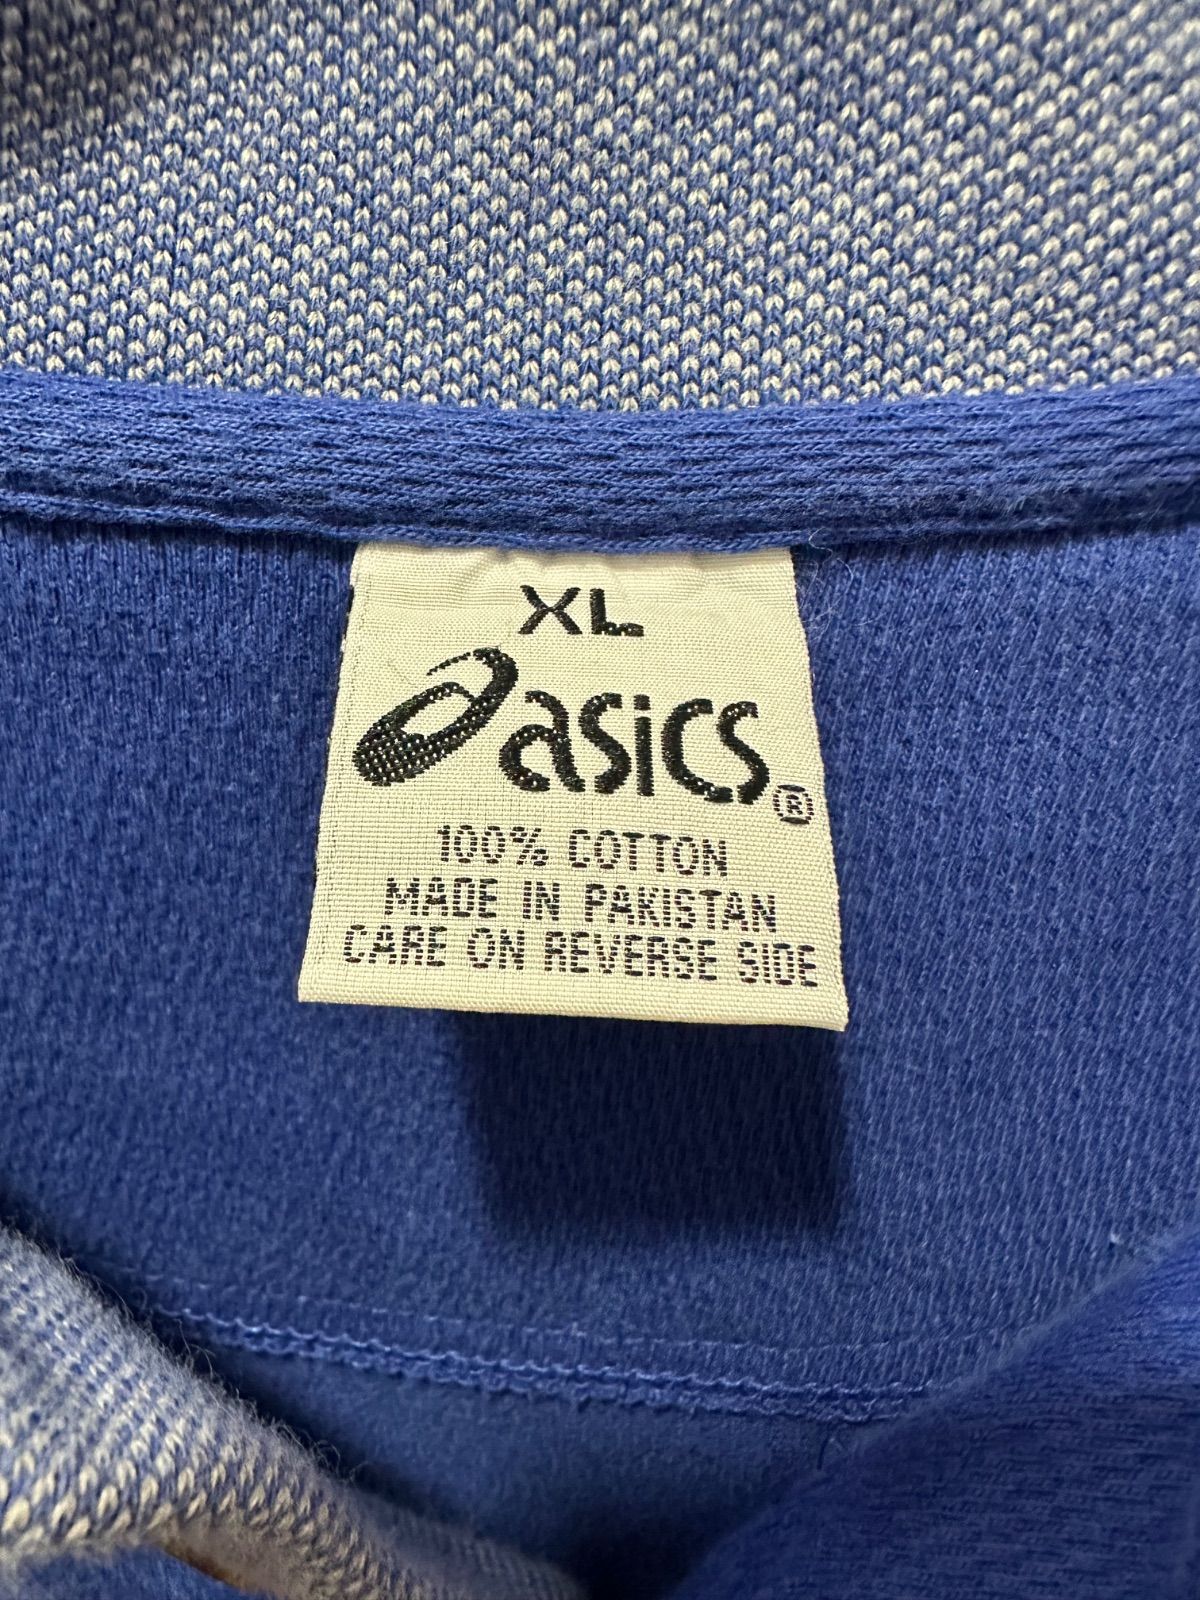 XL
asics®
100% COTTON
MADE IN PAKISTAN
CARE ON REVERSE SIDE